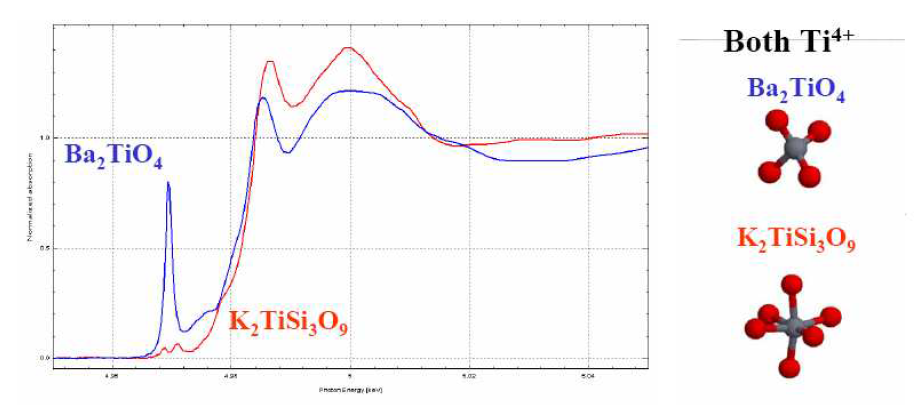 Both Ti⁴⁺
Ba₂TiO₄
K₂TiSi₃O₉
Ba₂TiO₄
K₂TiSi₃O₉
Normalised absorption
1.0
0.5
0.0
4.96
4.98
5
5.02
5.04
Photon Energy (keV)